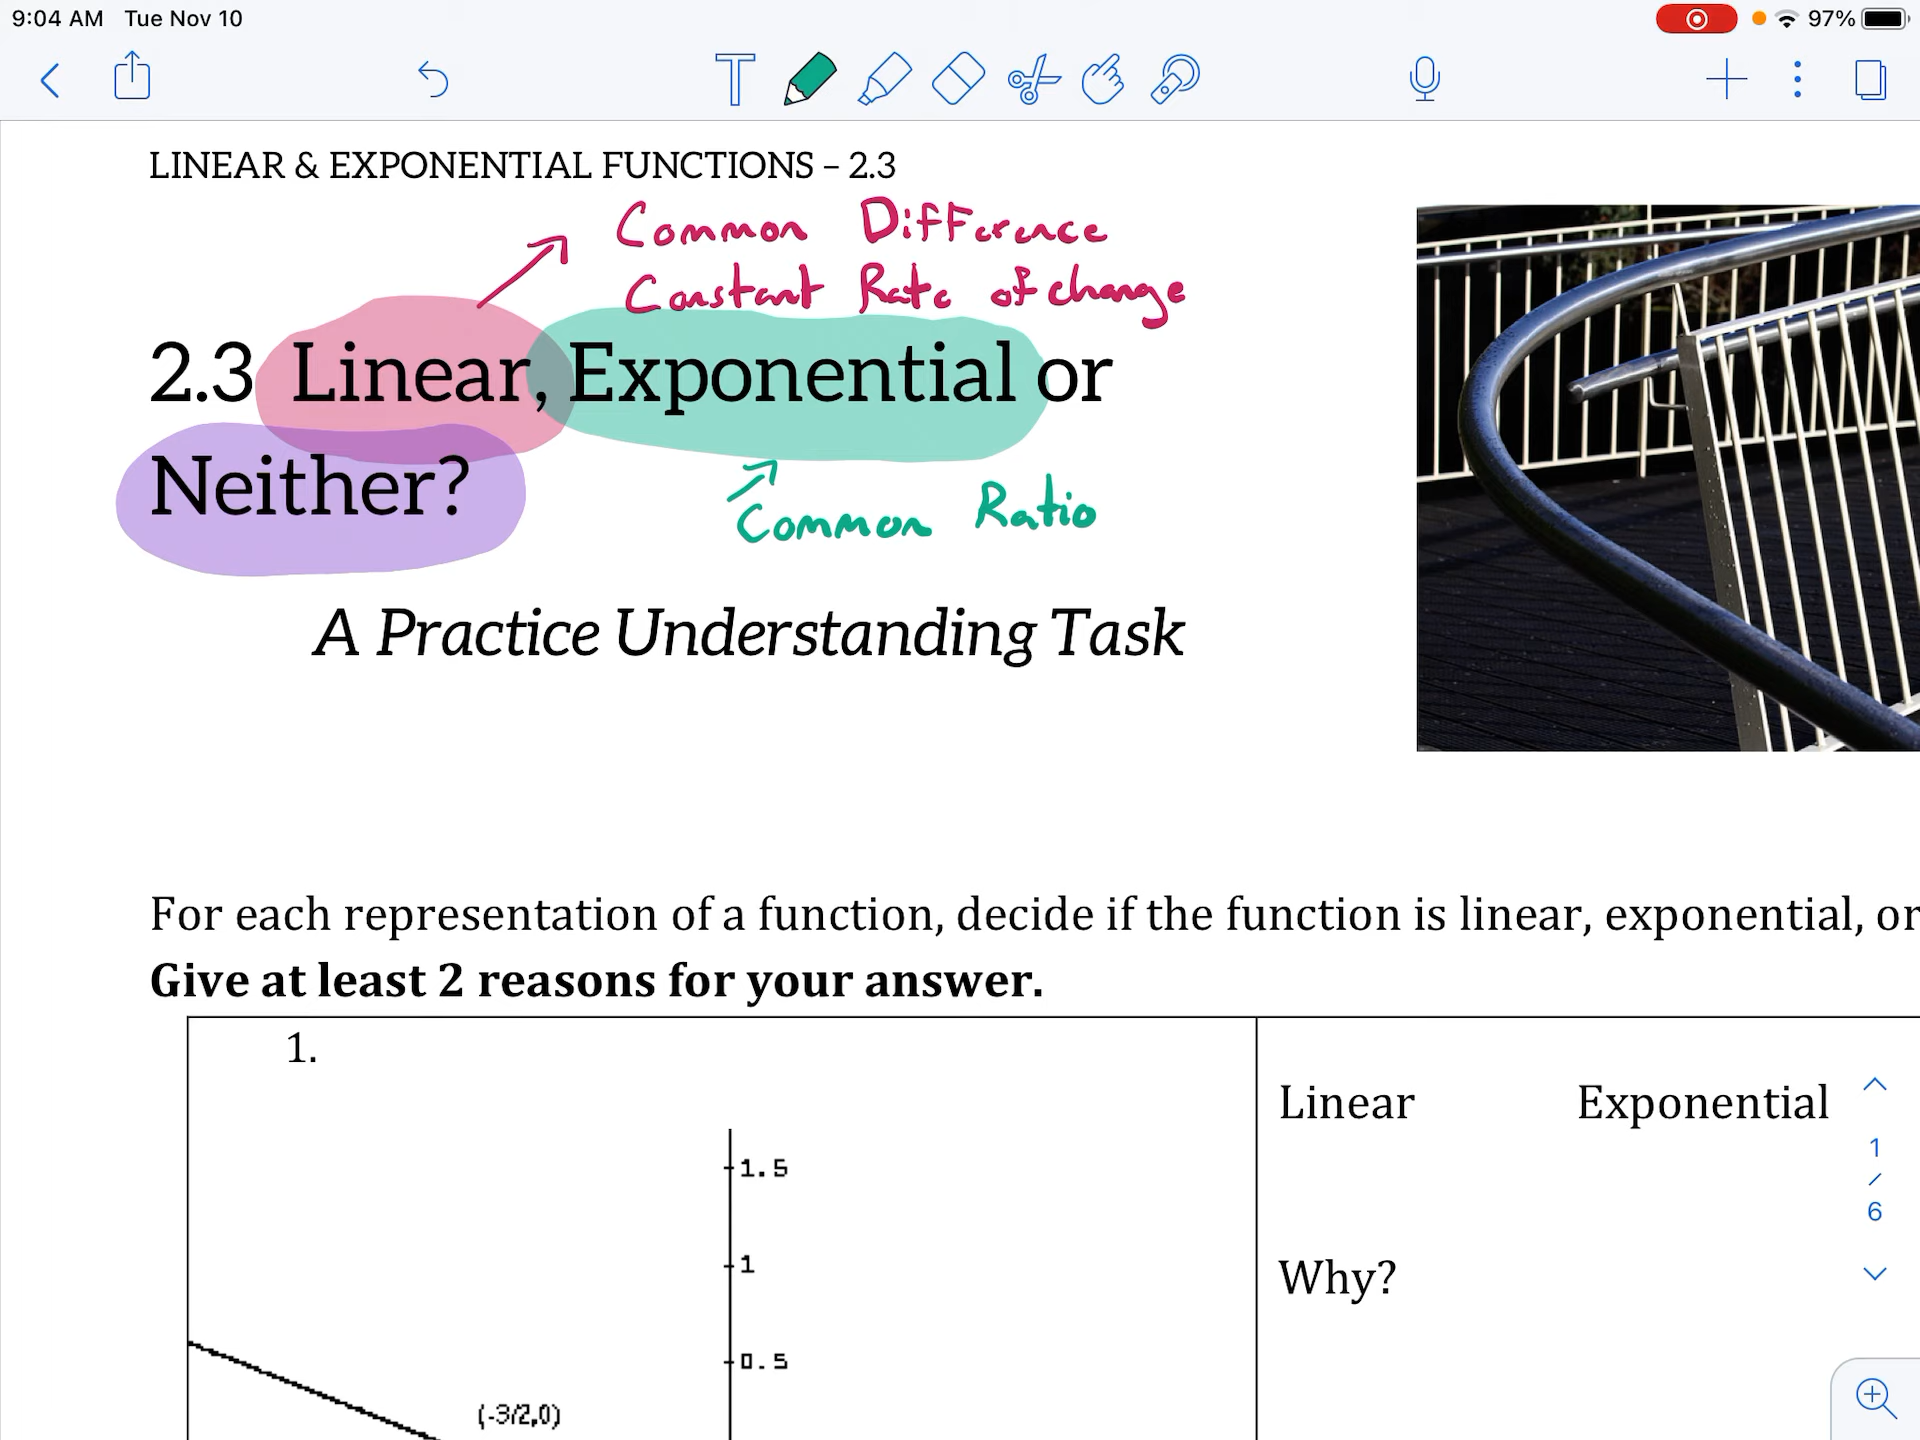 9:04 AM Tue Nov 10 97%
LINEAR & EXPONENTIAL FUNCTIONS – 2.3
Common Difference
Constant Rate of change
2.3 Linear, Exponential or
Neither?
Common Ratio
A Practice Understanding Task
For each representation of a function, decide if the function is linear, exponential, or
Give at least 2 reasons for your answer.
1.
Linear Exponential
Why?
1.5
1
0.5
(-3/2,0)
1
/
6